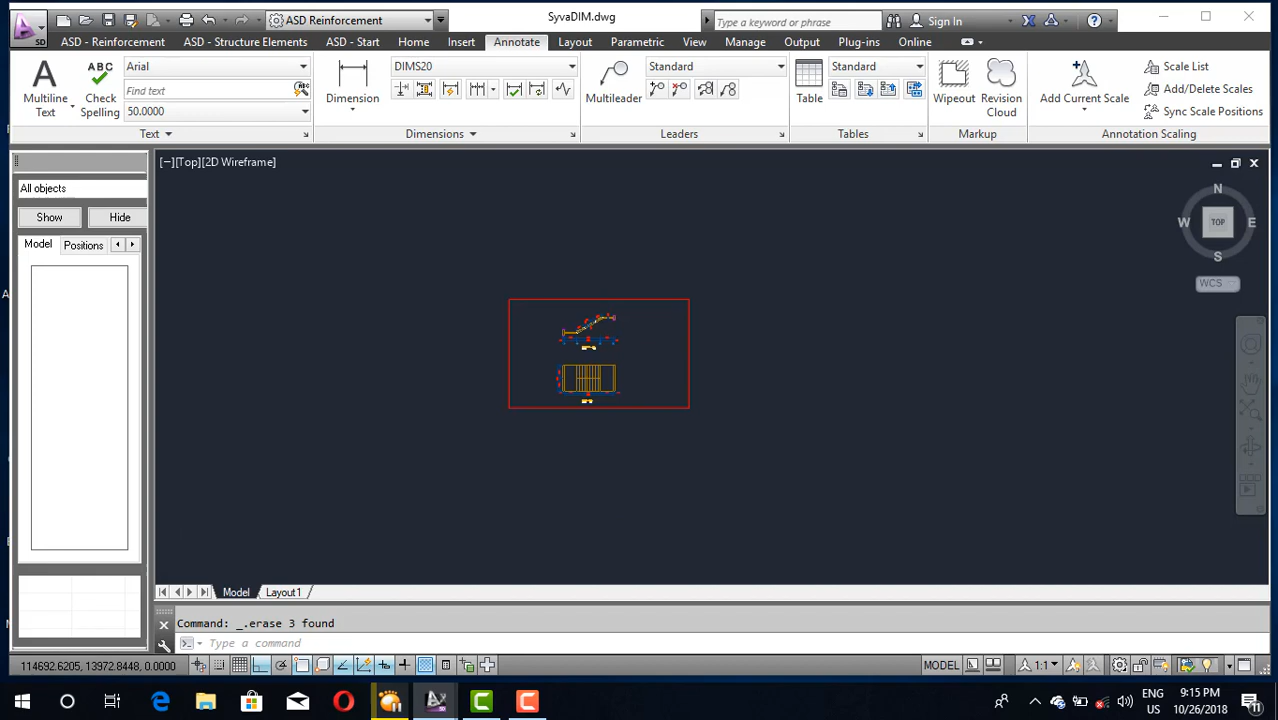 ASD Reinforcement
SyvaDIM.dwg
Type a keyword or phrase
Sign In
ASD - Reinforcement
ASD - Structure Elements
ASD - Start
Home
Insert
Annotate
Layout
Parametric
View
Manage
Output
Plug-ins
Online
Multiline Text
ABC
Check Spelling
Arial
Find text
50.0000
Text
Dimension
DIMS20
Dimensions
Multileader
Standard
Leaders
Table
Standard
Tables
Wipeout
Revision Cloud
Markup
Add Current Scale
Scale List
Add/Delete Scales
Sync Scale Positions
Annotation Scaling
All objects
Show
Hide
Model
Positions
[−][Top][2D Wireframe]
N
W
TOP
E
S
WCS
Model
Layout1
Command: _.erase 3 found
Type a command
114692.6205, 13972.8448, 0.0000
MODEL
1:1
ENG
US
9:15 PM
10/26/2018